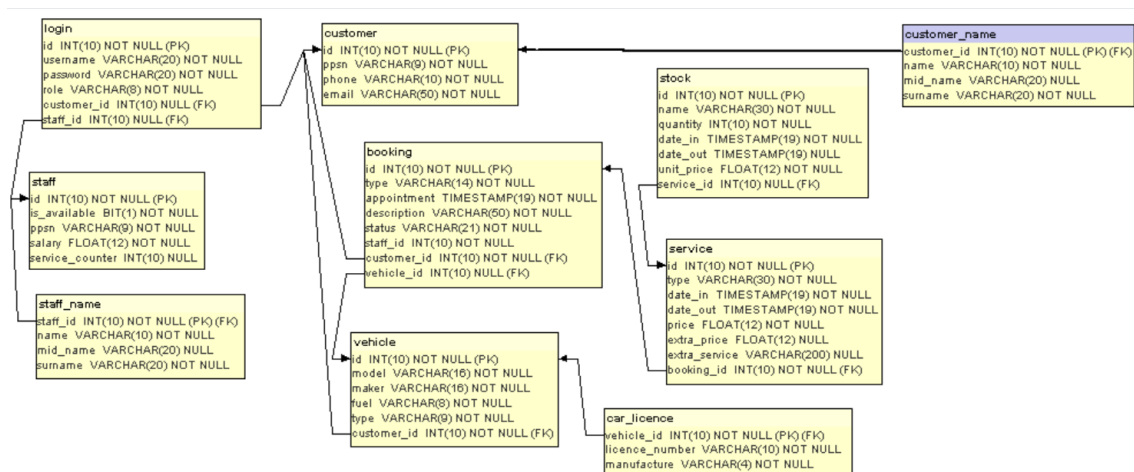 login
id INT(10) NOT NULL (PK)
username VARCHAR(20) NOT NULL
password VARCHAR(20) NOT NULL
role VARCHAR(8) NOT NULL
customer_id INT(10) NULL (FK)
staff_id INT(10) NULL (FK)
customer
id INT(10) NOT NULL (PK)
ppsn VARCHAR(9) NOT NULL
phone VARCHAR(10) NOT NULL
email VARCHAR(50) NOT NULL
customer_name
customer_id INT(10) NOT NULL (PK) (FK)
name VARCHAR(10) NOT NULL
mid_name VARCHAR(20) NULL
surname VARCHAR(20) NOT NULL
stock
id INT(10) NOT NULL (PK)
name VARCHAR(30) NOT NULL
quantity INT(10) NOT NULL
date_in TIMESTAMP(19) NOT NULL
date_out TIMESTAMP(19) NULL
unit_price FLOAT(12) NOT NULL
service_id INT(10) NULL (FK)
booking
id INT(10) NOT NULL (PK)
type VARCHAR(14) NOT NULL
appointment TIMESTAMP(19) NOT NULL
description VARCHAR(50) NOT NULL
status VARCHAR(21) NOT NULL
staff_id INT(10) NOT NULL
customer_id INT(10) NOT NULL (FK)
vehicle_id INT(10) NULL (FK)
staff
id INT(10) NOT NULL (PK)
is_available BIT(1) NOT NULL
ppsn VARCHAR(9) NOT NULL
salary FLOAT(12) NOT NULL
service_counter INT(10) NULL
service
id INT(10) NOT NULL (PK)
type VARCHAR(30) NOT NULL
date_in TIMESTAMP(19) NOT NULL
date_out TIMESTAMP(19) NOT NULL
price FLOAT(12) NOT NULL
extra_price FLOAT(12) NULL
extra_service VARCHAR(200) NULL
booking_id INT(10) NOT NULL (FK)
staff_name
staff_id INT(10) NOT NULL (PK) (FK)
name VARCHAR(10) NOT NULL
mid_name VARCHAR(20) NULL
surname VARCHAR(20) NOT NULL
vehicle
id INT(10) NOT NULL (PK)
model VARCHAR(16) NOT NULL
maker VARCHAR(16) NOT NULL
fuel VARCHAR(8) NOT NULL
type VARCHAR(9) NOT NULL
customer_id INT(10) NOT NULL (FK)
car_licence
vehicle_id INT(10) NOT NULL (PK) (FK)
licence_number VARCHAR(10) NOT NULL
manufacture VARCHAR(4) NOT NULL